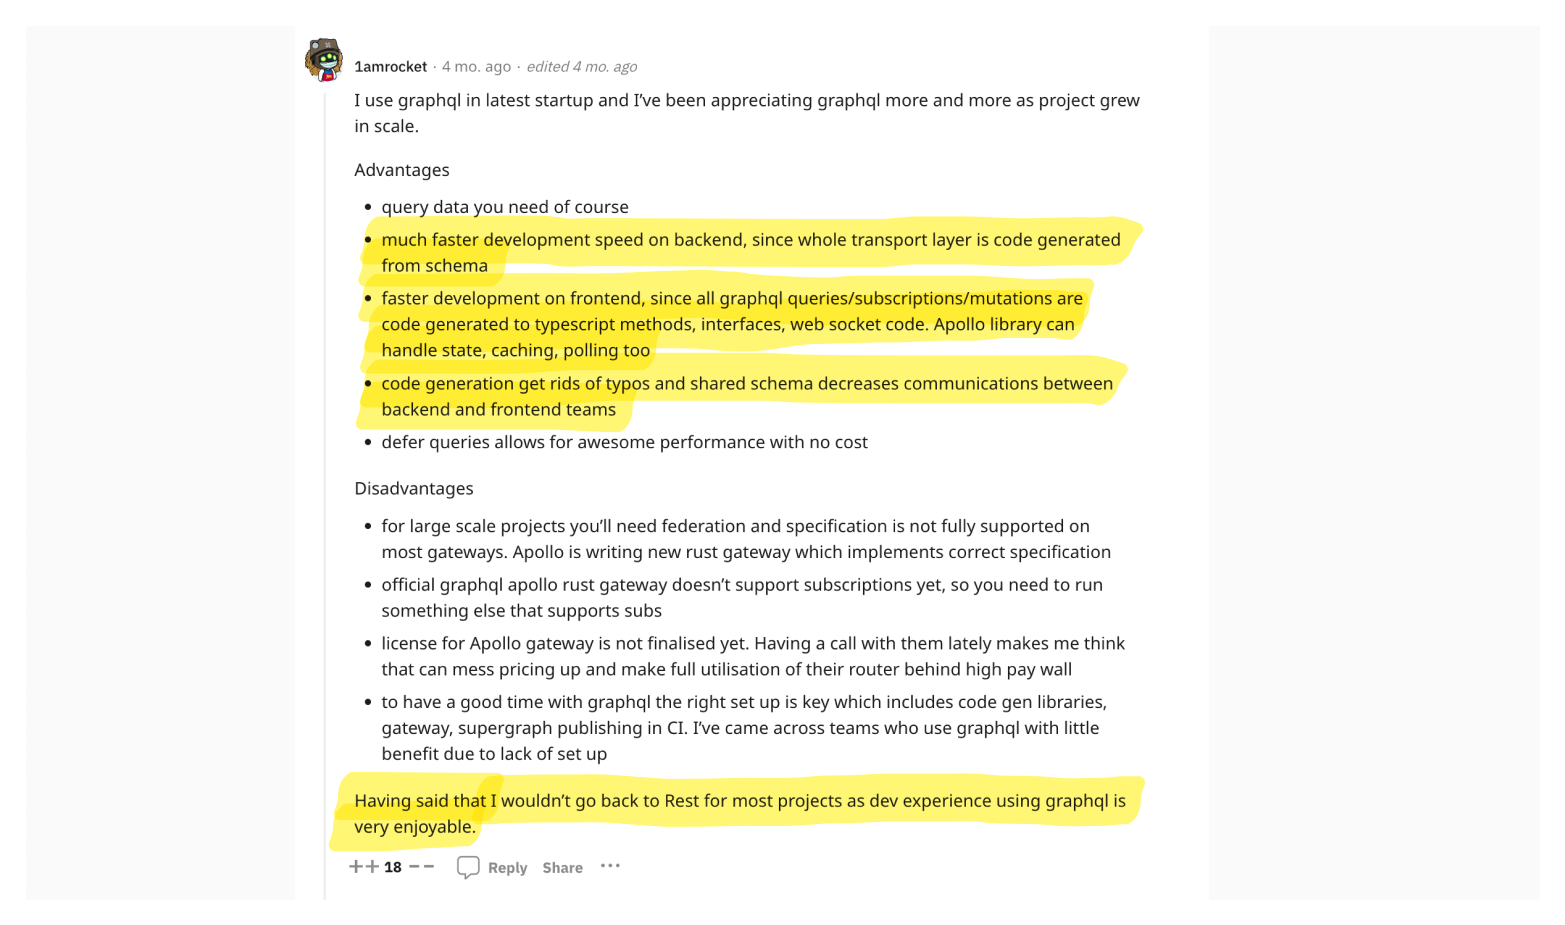 1amrocket · 4 mo. ago · edited 4 mo. ago
I use graphql in latest startup and I’ve been appreciating graphql more and more as project grew
in scale.
Advantages
• query data you need of course
• much faster development speed on backend, since whole transport layer is code generated
from schema
• faster development on frontend, since all graphql queries/subscriptions/mutations are
code generated to typescript methods, interfaces, web socket code. Apollo library can
handle state, caching, polling too
• code generation get rids of typos and shared schema decreases communications between
backend and frontend teams
• defer queries allows for awesome performance with no cost
Disadvantages
• for large scale projects you’ll need federation and specification is not fully supported on
most gateways. Apollo is writing new rust gateway which implements correct specification
• official graphql apollo rust gateway doesn’t support subscriptions yet, so you need to run
something else that supports subs
• license for Apollo gateway is not finalised yet. Having a call with them lately makes me think
that can mess pricing up and make full utilisation of their router behind high pay wall
• to have a good time with graphql the right set up is key which includes code gen libraries,
gateway, supergraph publishing in CI. I’ve came across teams who use graphql with little
benefit due to lack of set up
Having said that I wouldn’t go back to Rest for most projects as dev experience using graphql is
very enjoyable.
++ 18 −− Reply Share ···